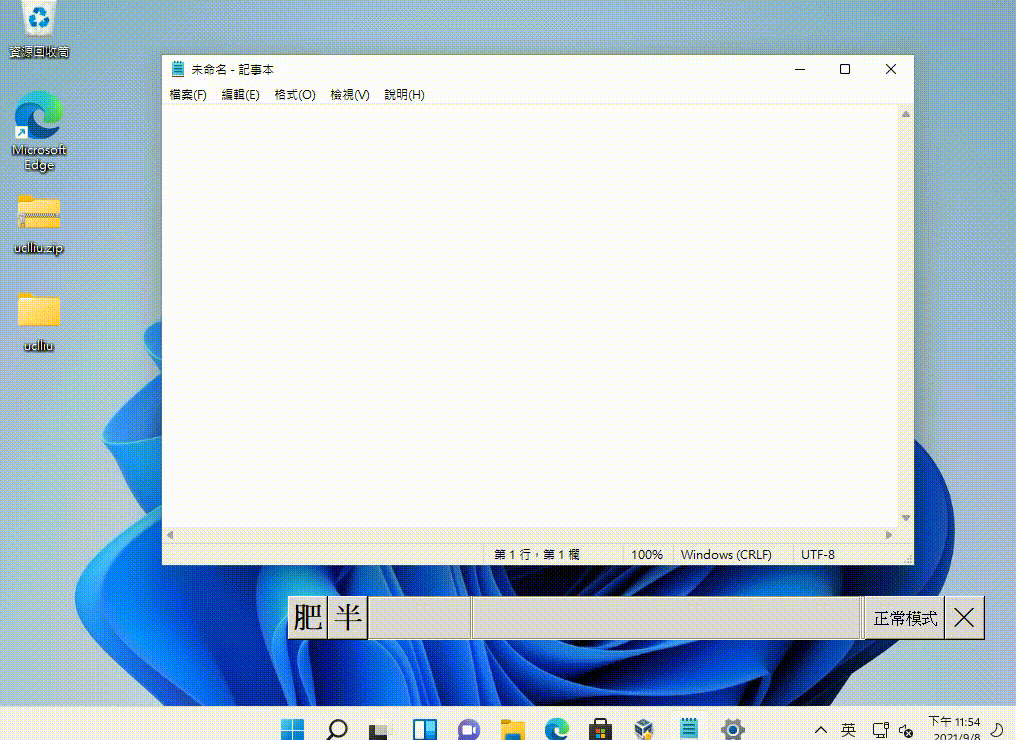 資源回收筒
Microsoft
Edge
uclliu.zip
uclliu
未命名 - 記事本
檔案(F) 編輯(E) 格式(O) 檢視(V) 說明(H)
第 1 行，第 1 欄 100% Windows (CRLF) UTF-8
肥 半 正常模式
英 下午 11:54
2021/9/8